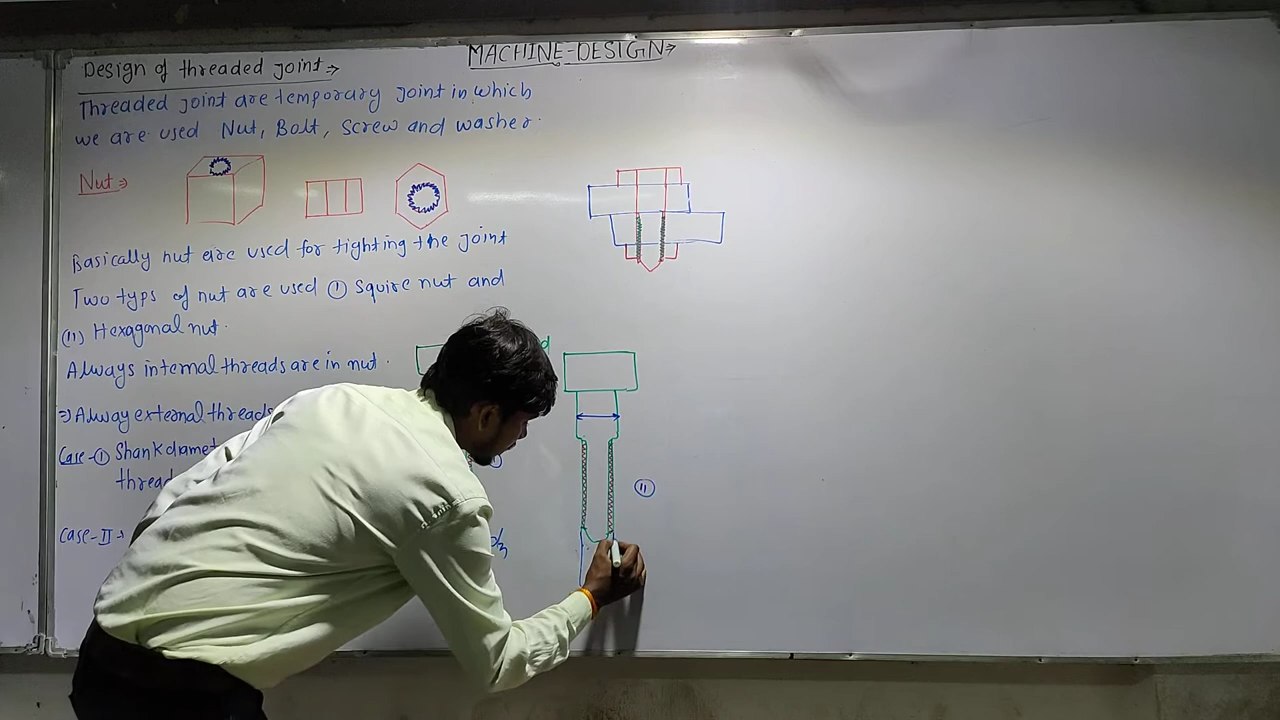 MACHINE-DESIGN⇒
Design of threaded joint⇒
Threaded joint are temporary joint in which
we are used Nut, Bolt, Screw and washer.
Nut⇒
Basically nut are used for tighting the joint
Two typs of nut are used ① Squire nut and
(11) Hexagonal nut.
Always internal threads are in nut.
⇒) Alway external threads
Case-① Shank diamet
thread
Case-II→
d
11